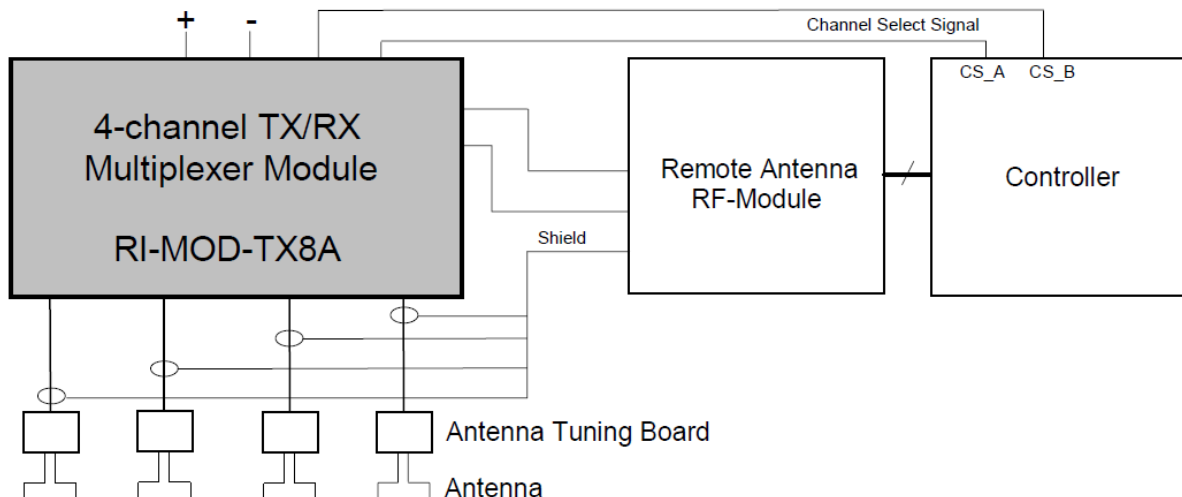 + -
Channel Select Signal
CS_A CS_B
4-channel TX/RX
Multiplexer Module
RI-MOD-TX8A
Remote Antenna
RF-Module
Controller
Shield
Antenna Tuning Board
Antenna